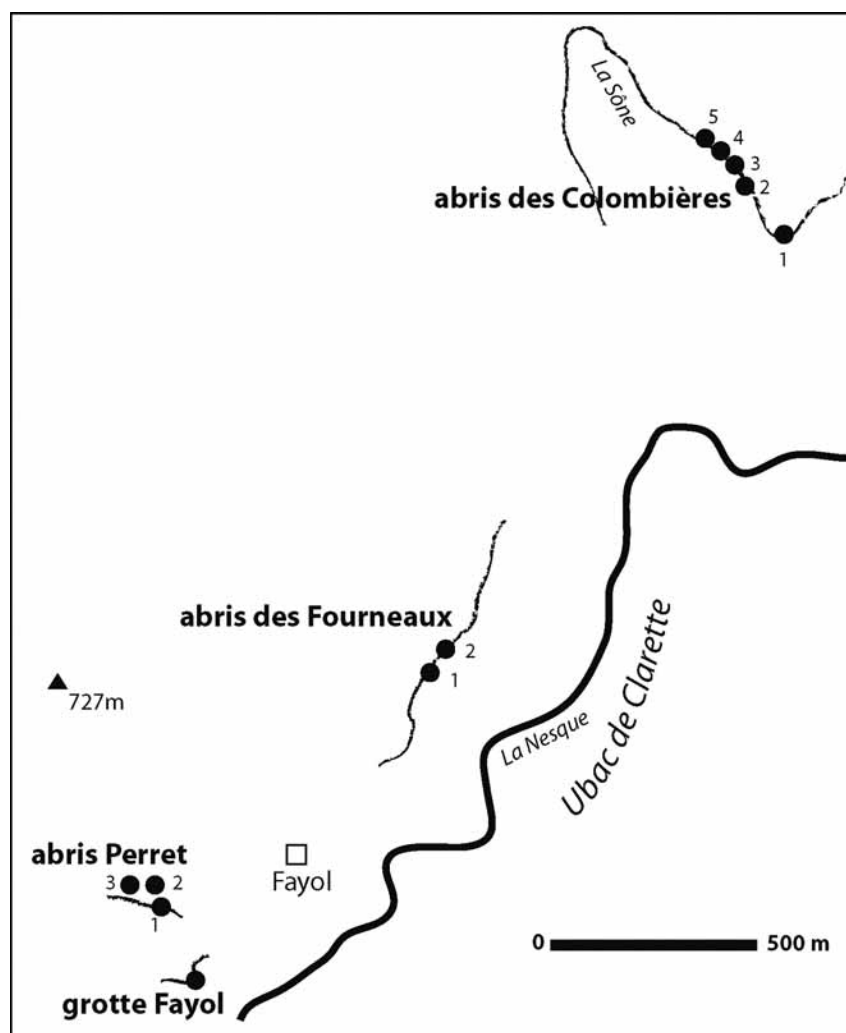 La Sône
5
4
3
2
abris des Colombières
1
abris des Fourneaux
2
1
727m
La Nesque
Ubac de Clarette
abris Perret
3
2
1
Fayol
0
500 m
grotte Fayol